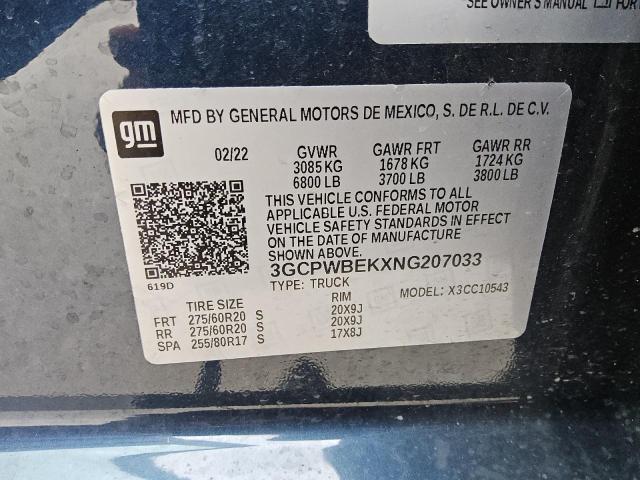 SEE OWNER'S MANUAL FOR
gm
MFD BY GENERAL MOTORS DE MEXICO, S. DE R.L. DE C.V.
02/22 GVWR GAWR FRT GAWR RR
3085 KG 1678 KG 1724 KG
6800 LB 3700 LB 3800 LB
THIS VEHICLE CONFORMS TO ALL
APPLICABLE U.S. FEDERAL MOTOR
VEHICLE SAFETY STANDARDS IN EFFECT
ON THE DATE OF MANUFACTURE
SHOWN ABOVE.
3GCPWBEKXNG207033
619D
TYPE: TRUCK MODEL: X3CC10543
TIRE SIZE RIM
FRT 275/60R20 S 20X9J
RR 275/60R20 S 20X9J
SPA 255/80R17 S 17X8J